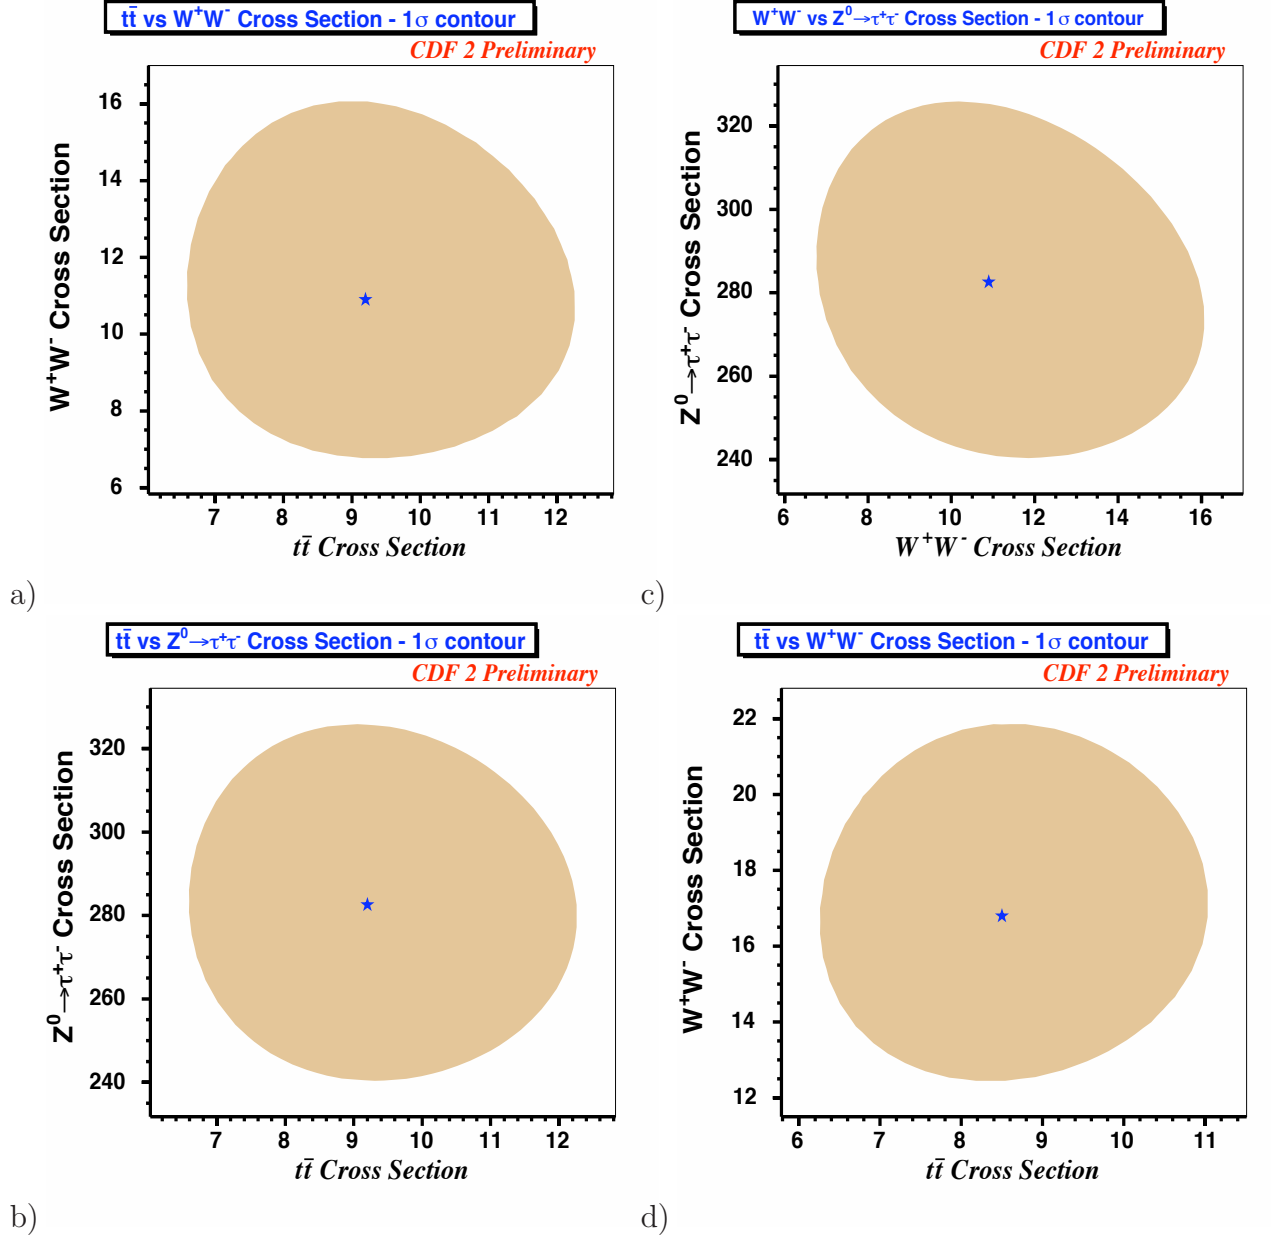 tt̄ vs W⁺W⁻ Cross Section - 1σ contour
CDF 2 Preliminary
W⁺W⁻ Cross Section
16
14
12
10
8
6
7 8 9 10 11 12
tt̄ Cross Section
a)
W⁺W⁻ vs Z⁰→τ⁺τ⁻ Cross Section - 1σ contour
CDF 2 Preliminary
Z⁰→τ⁺τ⁻ Cross Section
320
300
280
260
240
6 8 10 12 14 16
W⁺W⁻ Cross Section
c)
tt̄ vs Z⁰→τ⁺τ⁻ Cross Section - 1σ contour
CDF 2 Preliminary
Z⁰→τ⁺τ⁻ Cross Section
320
300
280
260
240
7 8 9 10 11 12
tt̄ Cross Section
b)
tt̄ vs W⁺W⁻ Cross Section - 1σ contour
CDF 2 Preliminary
W⁺W⁻ Cross Section
22
20
18
16
14
12
6 7 8 9 10 11
tt̄ Cross Section
d)